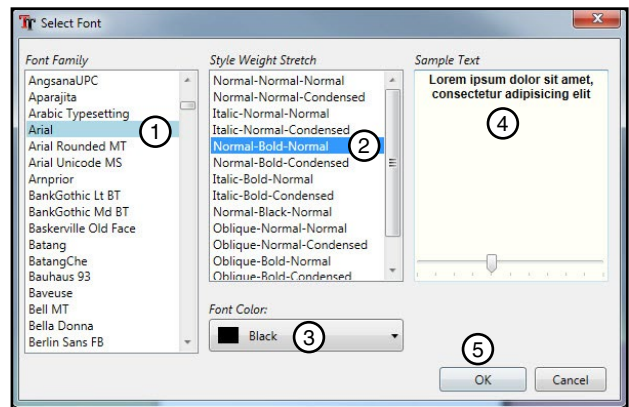 Select Font
Font Family
AngsanaUPC
Aparajita
Arabic Typesetting
Arial
Arial Rounded MT
Arial Unicode MS
Arnprior
BankGothic Lt BT
BankGothic Md BT
Baskerville Old Face
Batang
BatangChe
Bauhaus 93
Baveuse
Bell MT
Bella Donna
Berlin Sans FB
1
Style Weight Stretch
Normal-Normal-Normal
Normal-Normal-Condensed
Italic-Normal-Normal
Italic-Normal-Condensed
Normal-Bold-Normal
Normal-Bold-Condensed
Italic-Bold-Normal
Italic-Bold-Condensed
Normal-Black-Normal
Oblique-Normal-Normal
Oblique-Normal-Condensed
Oblique-Bold-Normal
Oblique-Bold-Condensed
2
Font Color:
Black
3
Sample Text
Lorem ipsum dolor sit amet,
consectetur adipisicing elit
4
5
OK
Cancel